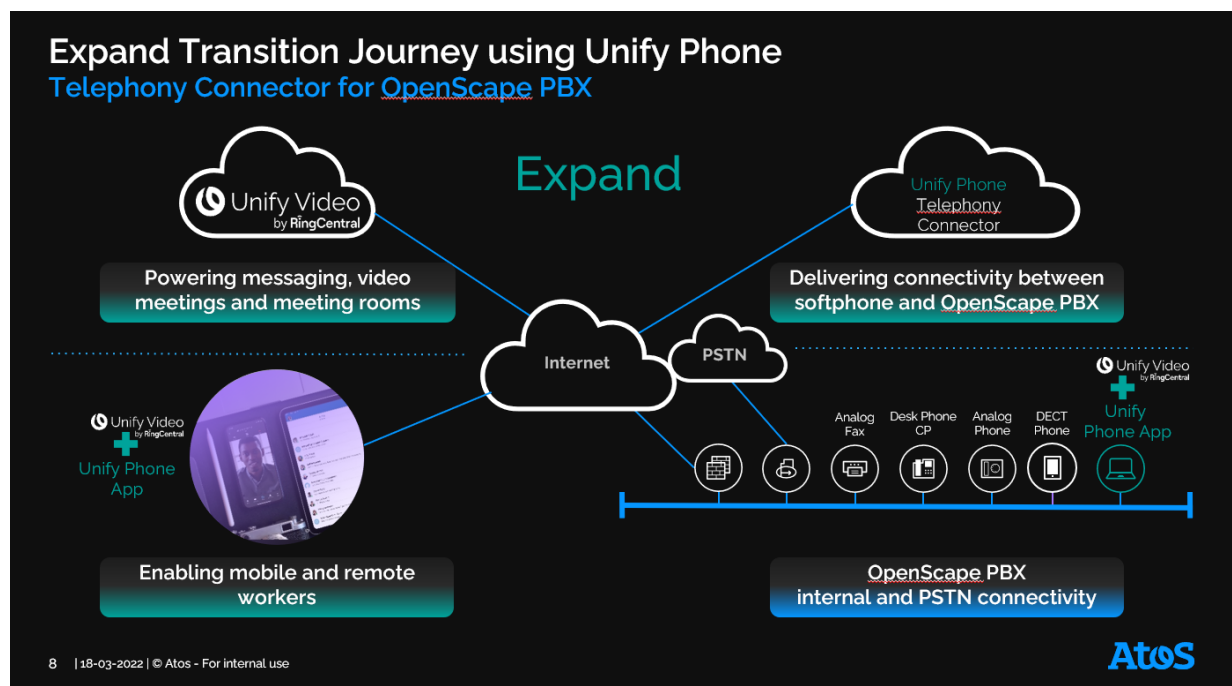 Expand Transition Journey using Unify Phone
Telephony Connector for OpenScape PBX
Expand
Unify Video
by RingCentral
Unify Phone
Telephony
Connector
Powering messaging, video
meetings and meeting rooms
Delivering connectivity between
softphone and OpenScape PBX
Internet
PSTN
Unify Video
by RingCentral
Unify Phone
App
Analog
Fax
Desk Phone
CP
Analog
Phone
DECT
Phone
Unify Video
by RingCentral
Unify
Phone App
Enabling mobile and remote
workers
OpenScape PBX
internal and PSTN connectivity
8 | 18-03-2022 | © Atos - For internal use
Atos